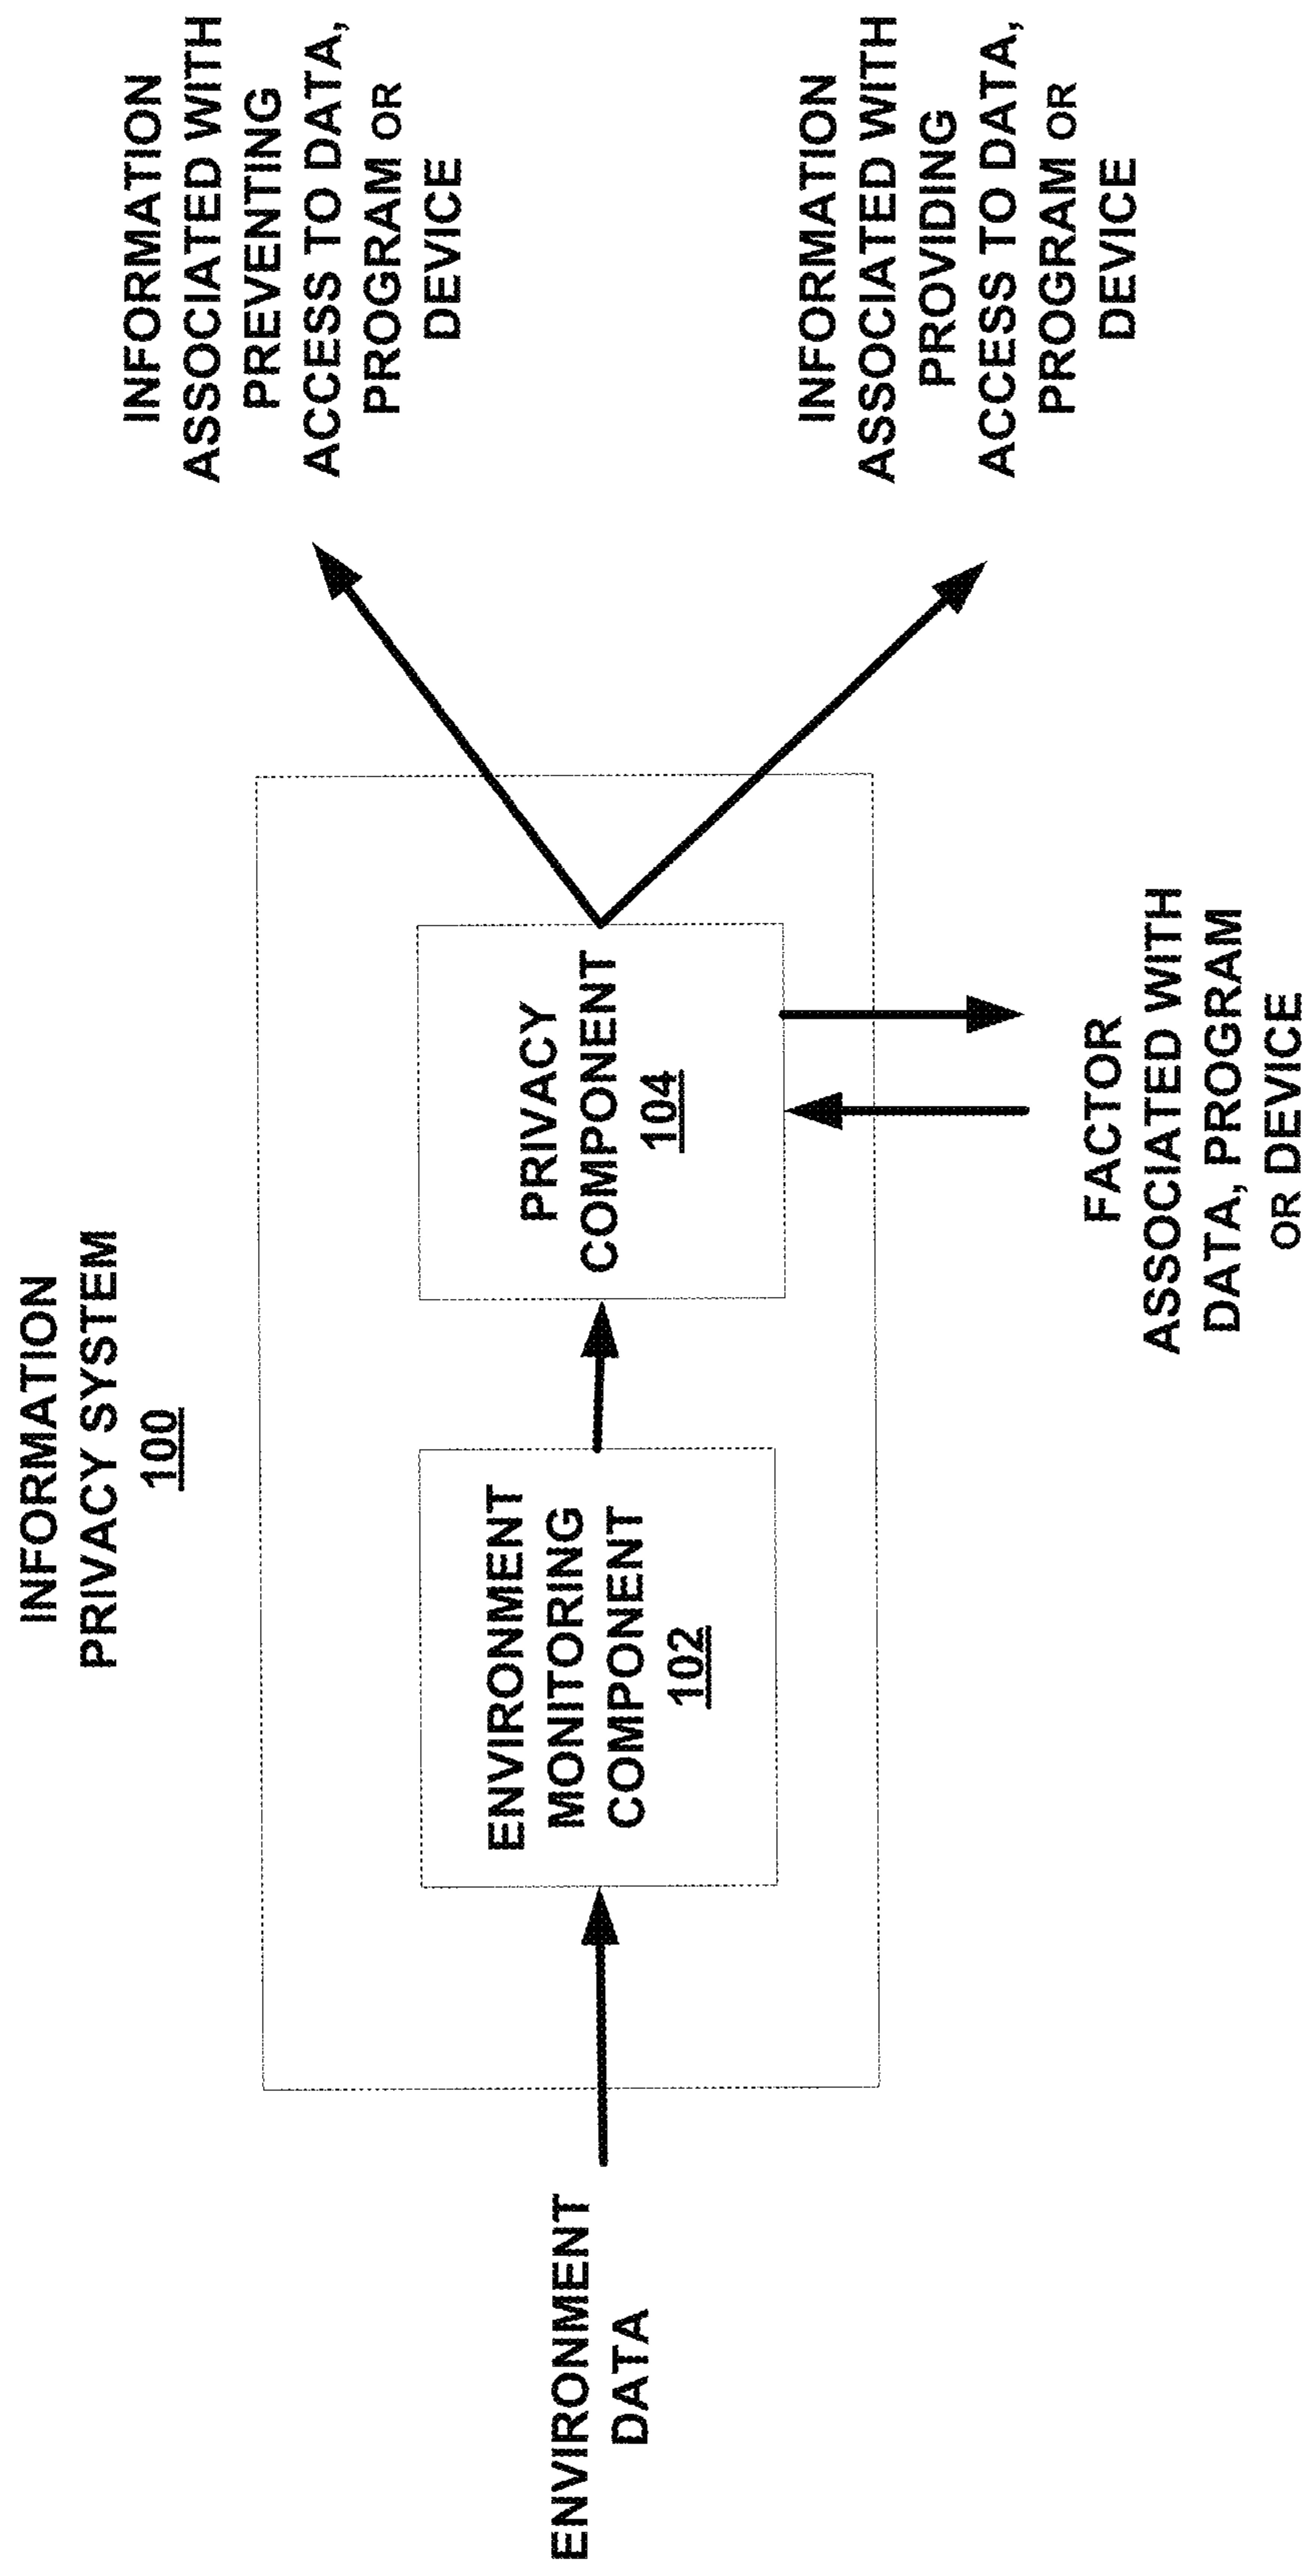 INFORMATION
PRIVACY SYSTEM
100
ENVIRONMENT
DATA
ENVIRONMENT
MONITORING
COMPONENT
102
PRIVACY
COMPONENT
104
INFORMATION
ASSOCIATED WITH
PREVENTING
ACCESS TO DATA,
PROGRAM OR
DEVICE
INFORMATION
ASSOCIATED WITH
PROVIDING
ACCESS TO DATA,
PROGRAM OR
DEVICE
FACTOR
ASSOCIATED WITH
DATA, PROGRAM
OR DEVICE